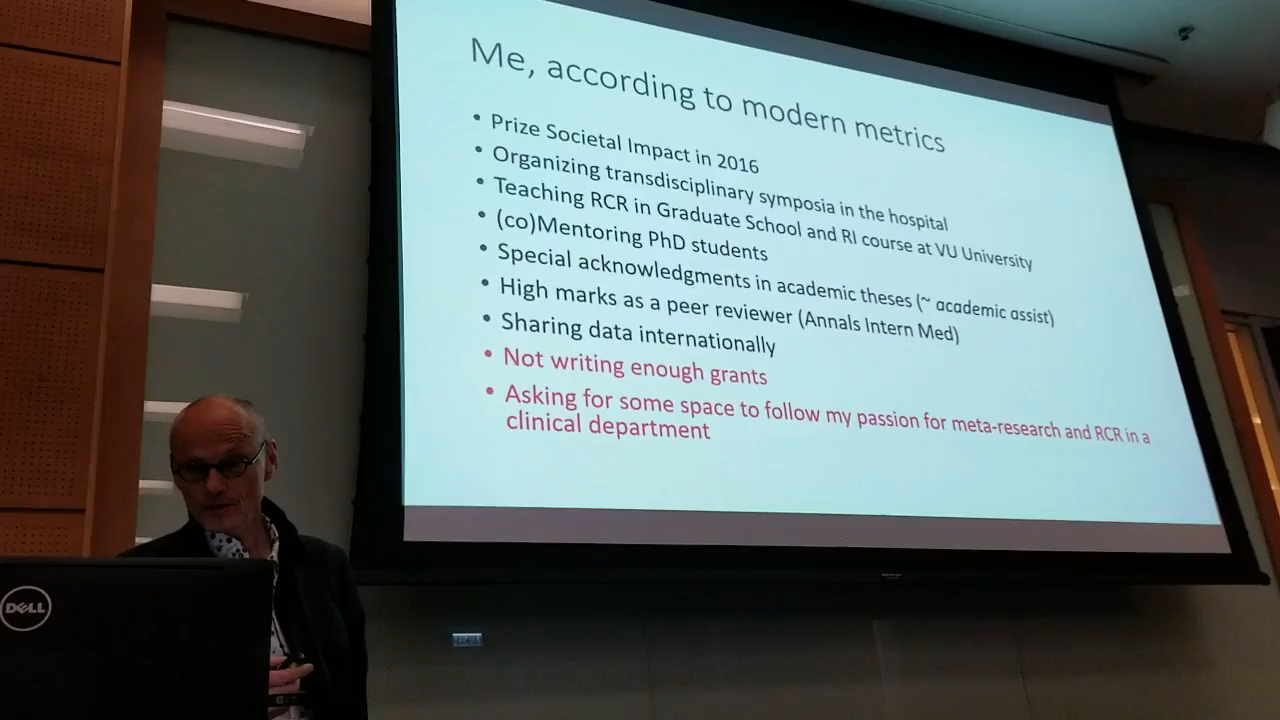 Me, according to modern metrics
• Prize Societal Impact in 2016
• Organizing transdisciplinary symposia in the hospital
• Teaching RCR in Graduate School and RI course at VU University
• (co)Mentoring PhD students
• Special acknowledgments in academic theses (~ academic assist)
• High marks as a peer reviewer (Annals Intern Med)
• Sharing data internationally
• Not writing enough grants
• Asking for some space to follow my passion for meta-research and RCR in a
clinical department
DELL